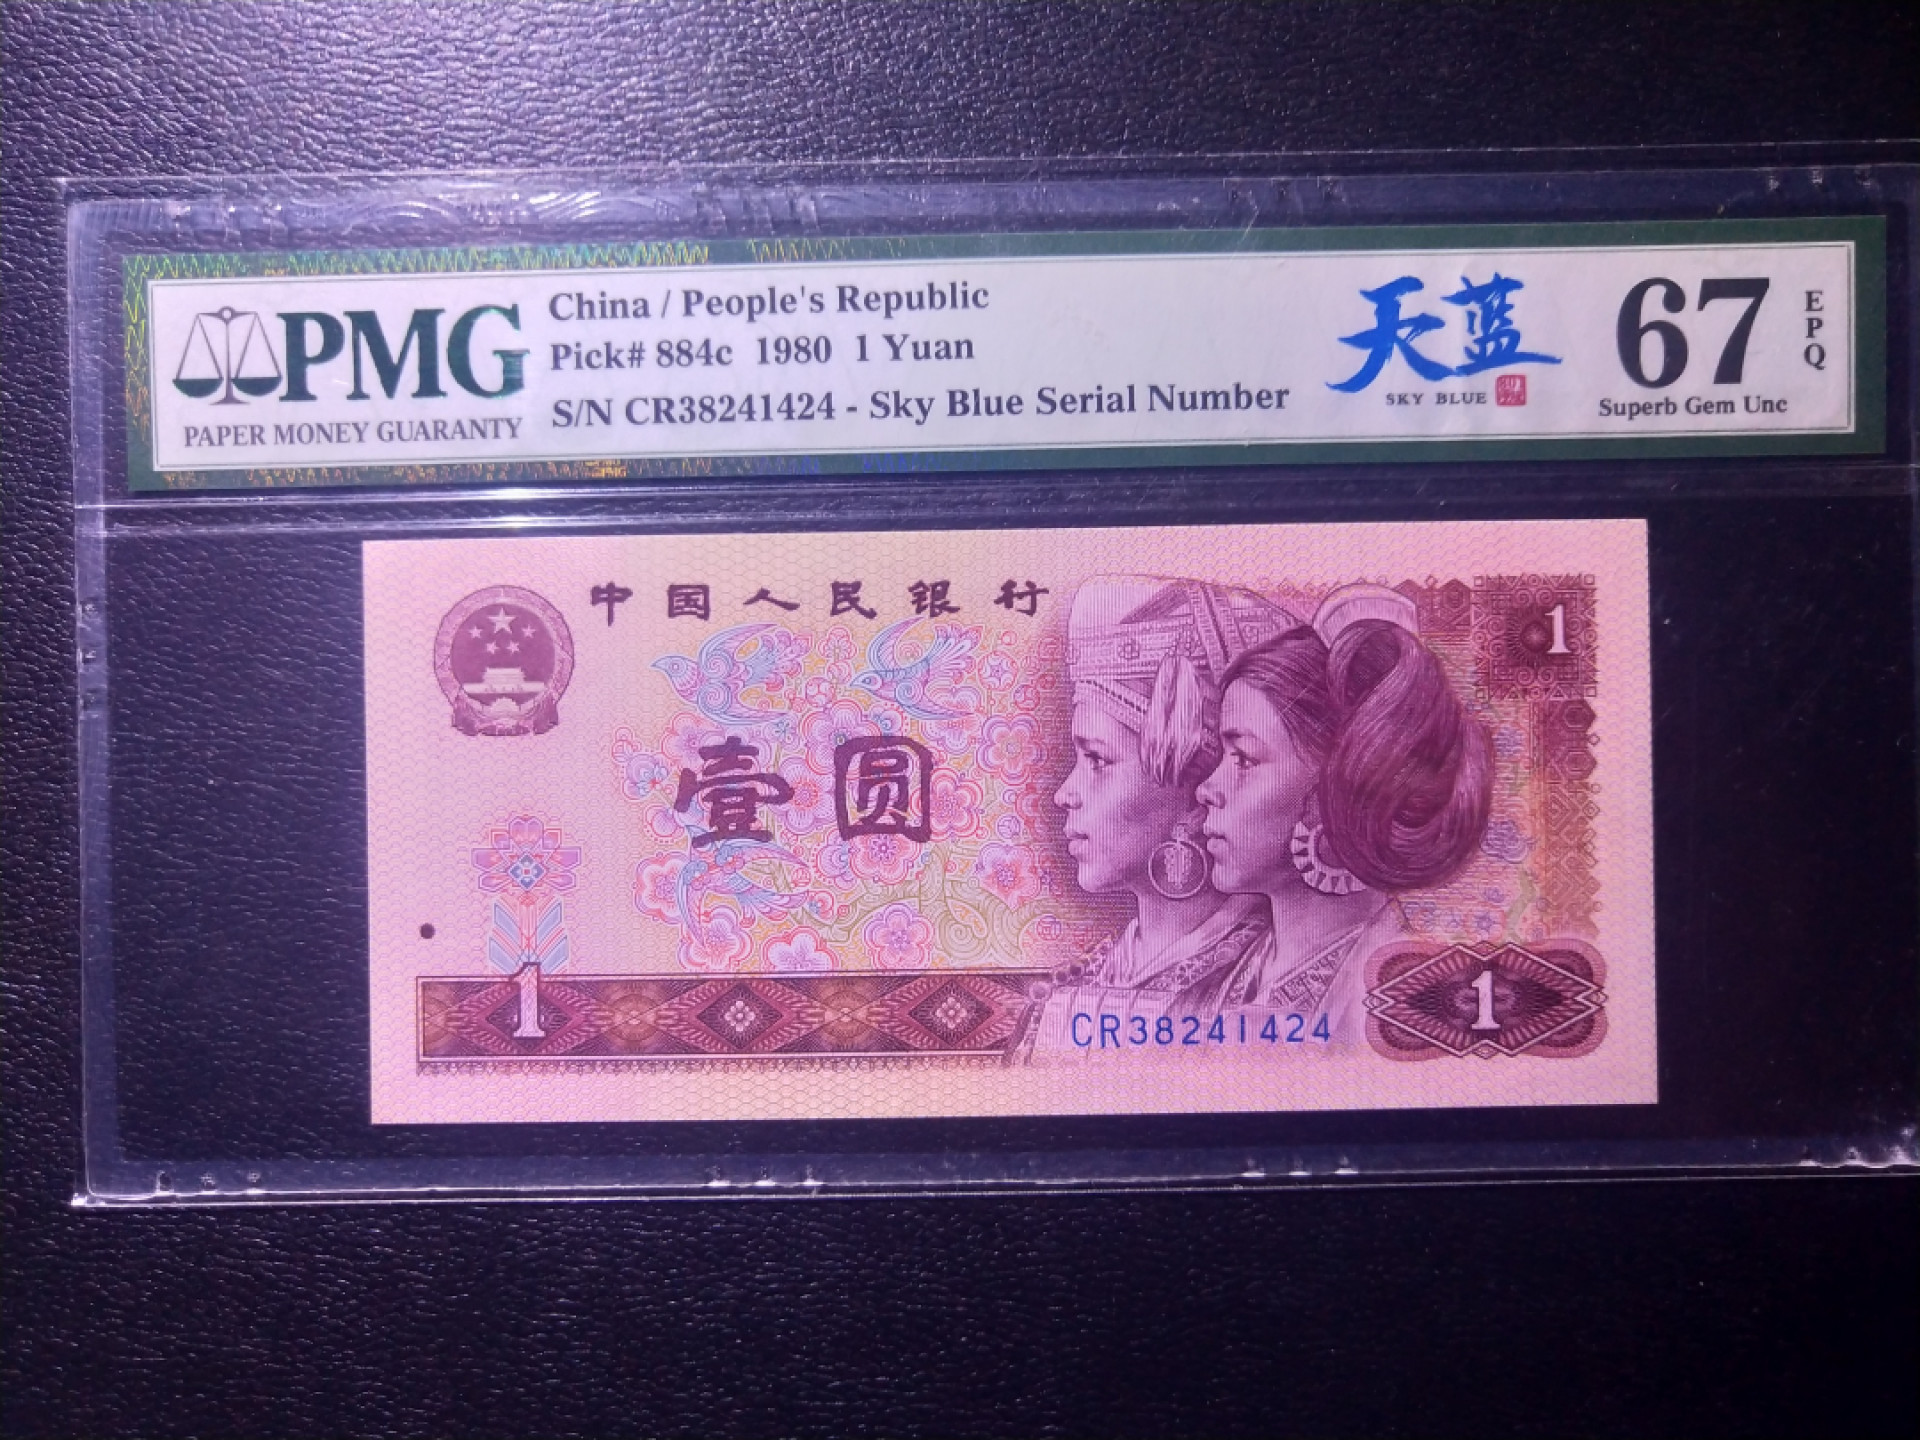 PMG
PAPER MONEY GUARANTY
China / People's Republic
Pick# 884c 1980 1 Yuan
S/N CR38241424 - Sky Blue Serial Number
天蓝
SKY BLUE
67
EPQ
Superb Gem Unc
中国人民银行
1
壹圆
1
CR38241424
1